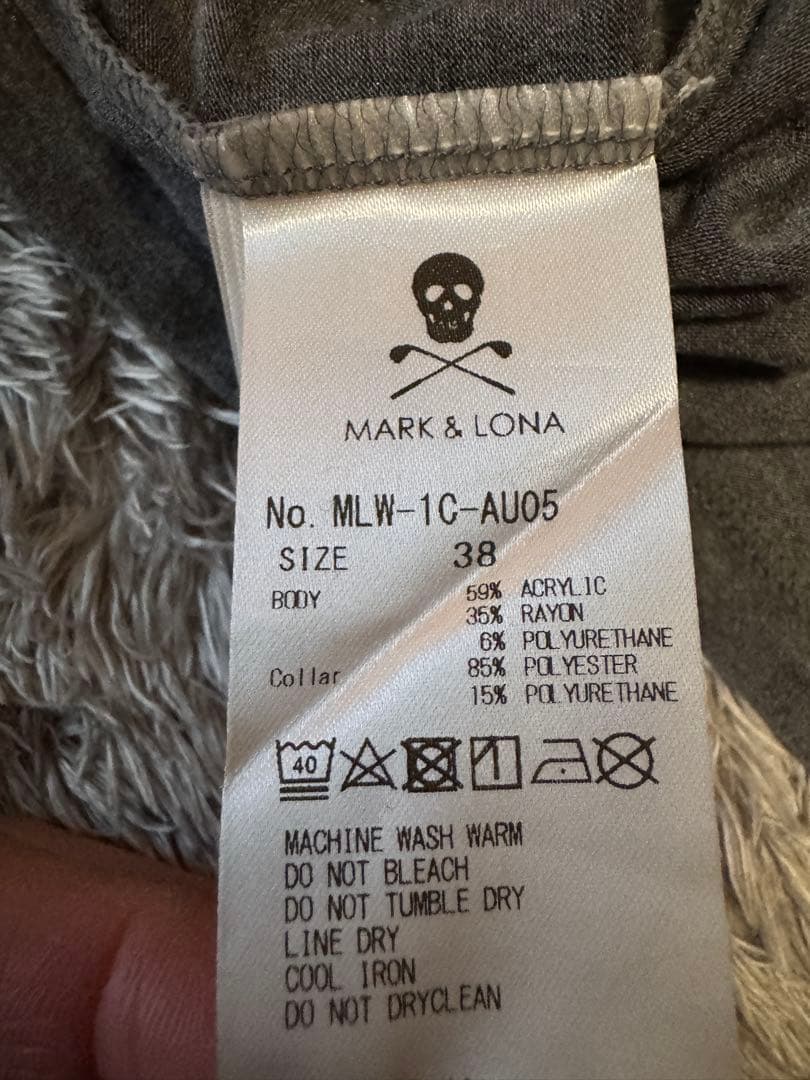 MARK & LONA
No. MLW-1C-AU05
SIZE 38
BODY 59% ACRYLIC
35% RAYON
6% POLYURETHANE
Collar 85% POLYESTER
15% POLYURETHANE
40
MACHINE WASH WARM
DO NOT BLEACH
DO NOT TUMBLE DRY
LINE DRY
COOL IRON
DO NOT DRYCLEAN